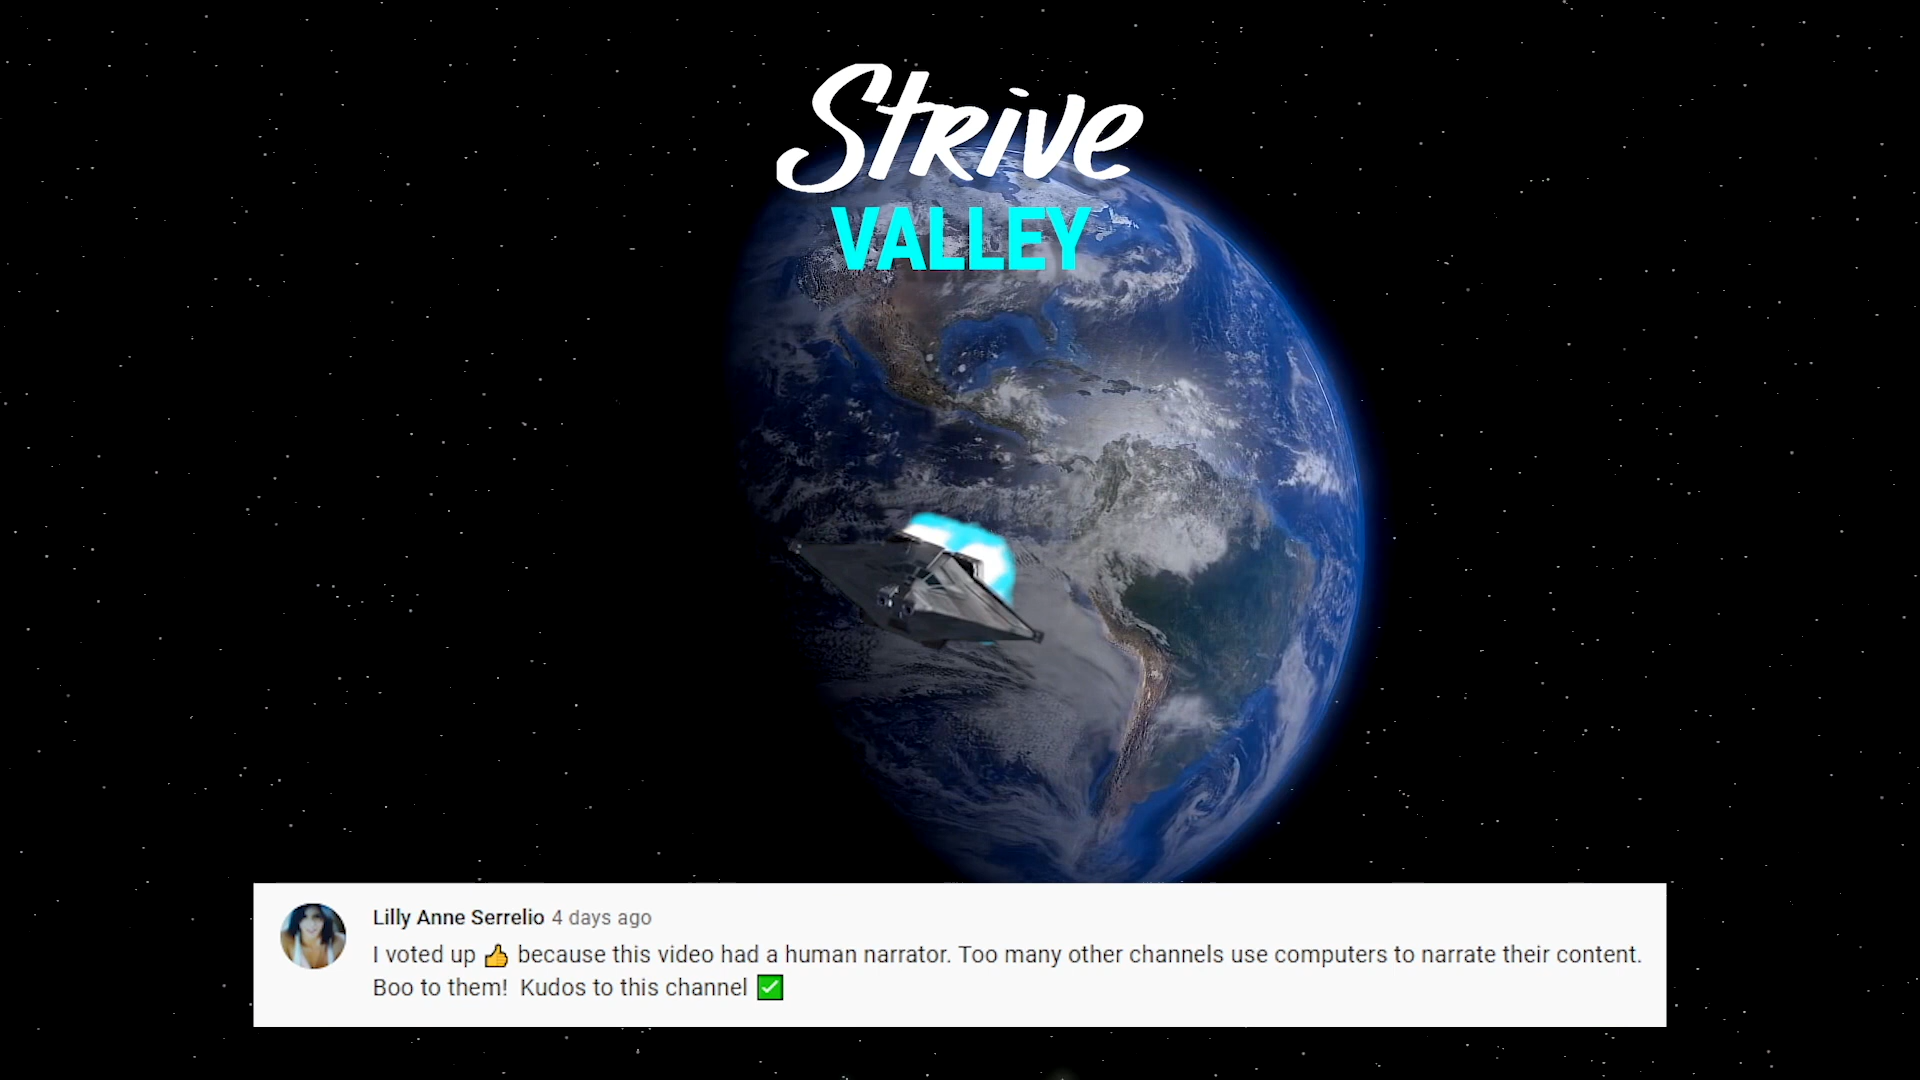 Strive
VALLEY
Lilly Anne Serrelio 4 days ago
I voted up 👍 because this video had a human narrator. Too many other channels use computers to narrate their content.
Boo to them!  Kudos to this channel ✅